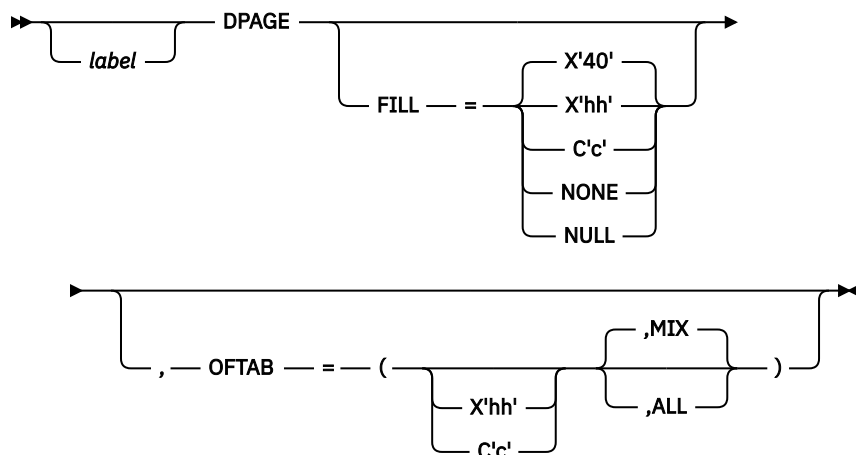 label DPAGE
FILL = X'40'
X'hh'
C'c'
NONE
NULL
, OFTAB = ( X'hh'
C'c'
,MIX
,ALL
)